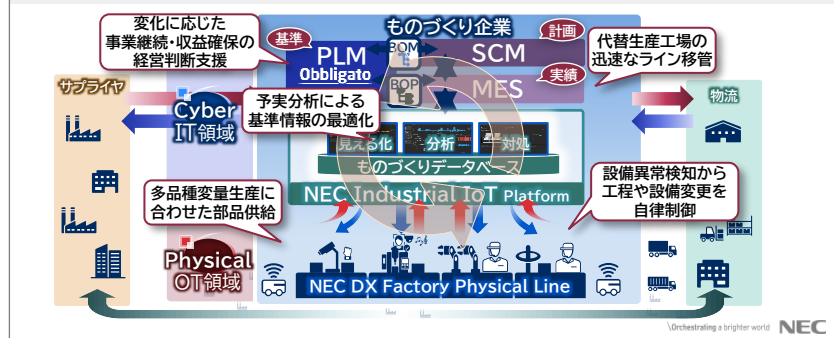 変化に応じた
事業継続・収益確保の
経営判断支援
ものづくり企業
基準
PLM
Obbligato
BOM
SCM
計画
BOP
MES
実績
代替生産工場の
迅速なライン移管
サプライヤ
物流
Cyber
IT領域
予実分析による
基準情報の最適化
見える化
分析
対処
ものづくりデータベース
NEC Industrial IoT Platform
多品種変量生産に
合わせた部品供給
設備異常検知から
工程や設備変更を
自律制御
Physical
OT領域
NEC DX Factory Physical Line
\Orchestrating a brighter world
NEC